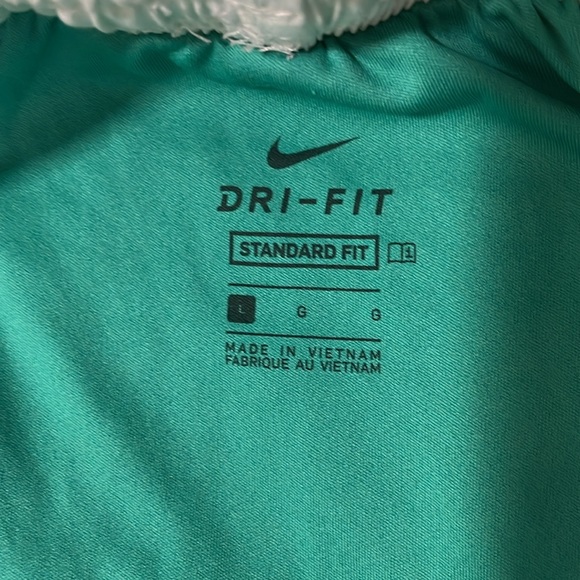 DRI-FIT
STANDARD FIT i
L G G
MADE IN VIETNAM
FABRIQUE AU VIETNAM